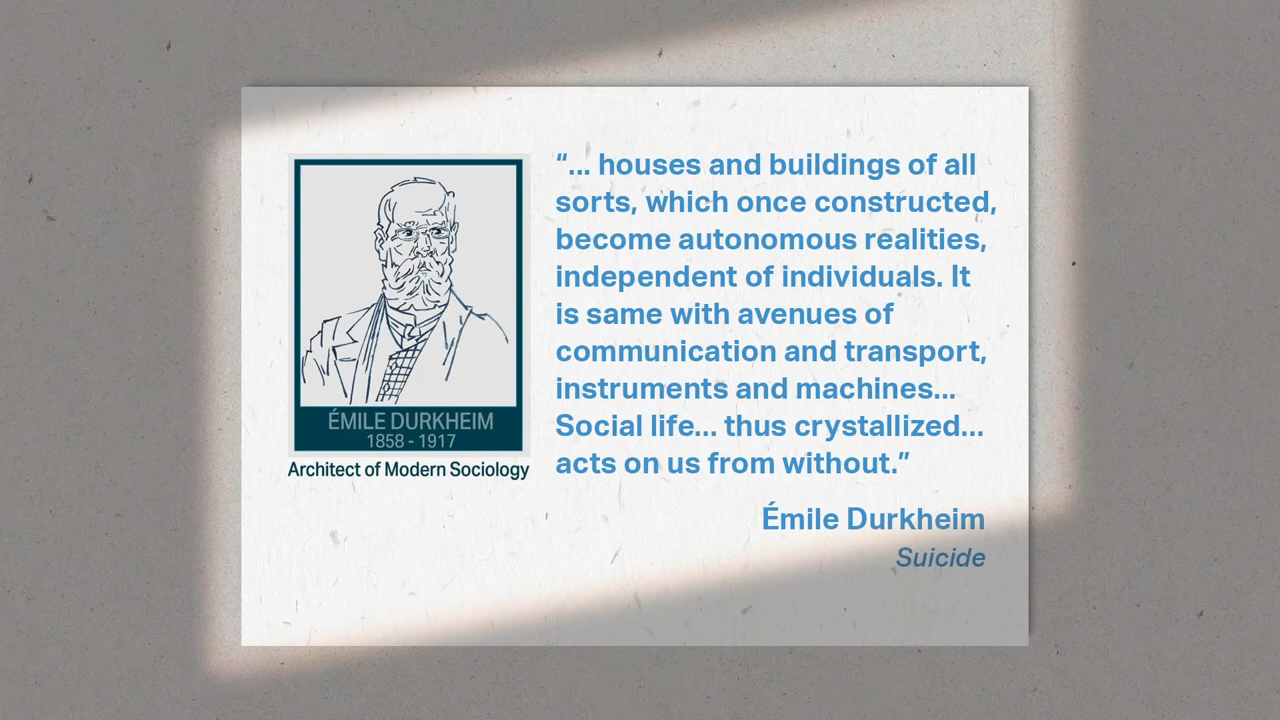 ÉMILE DURKHEIM
1858 - 1917
Architect of Modern Sociology
“... houses and buildings of all
sorts, which once constructed,
become autonomous realities,
independent of individuals. It
is same with avenues of
communication and transport,
instruments and machines...
Social life... thus crystallized...
acts on us from without.”
Émile Durkheim
Suicide